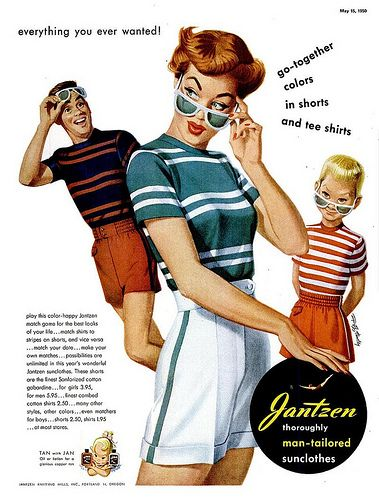 May 15, 1950
everything you ever wanted!
go-together
colors
in shorts
and tee shirts
play this color-happy Jantzen
match game for the best looks
of your life...match shirts to
stripes on shorts, and vice versa
...match your date...make your
own matches...possibilities are
unlimited in this year's wonderful
Jantzen sunclothes. These shorts
are the finest Sanforized cotton
gabardine...for girls 3.95,
for men 5.95...finest combed
cotton shirts 2.50...many other
styles, other colors...even matchers
for boys...shorts 2.50, shirts 1.95
...at most stores.
TAN with JAN
Oil or lotion for a
glorious copper tan
Jantzen
thoroughly
man-tailored
sunclothes
JANTZEN KNITTING MILLS, INC., PORTLAND 14, OREGON